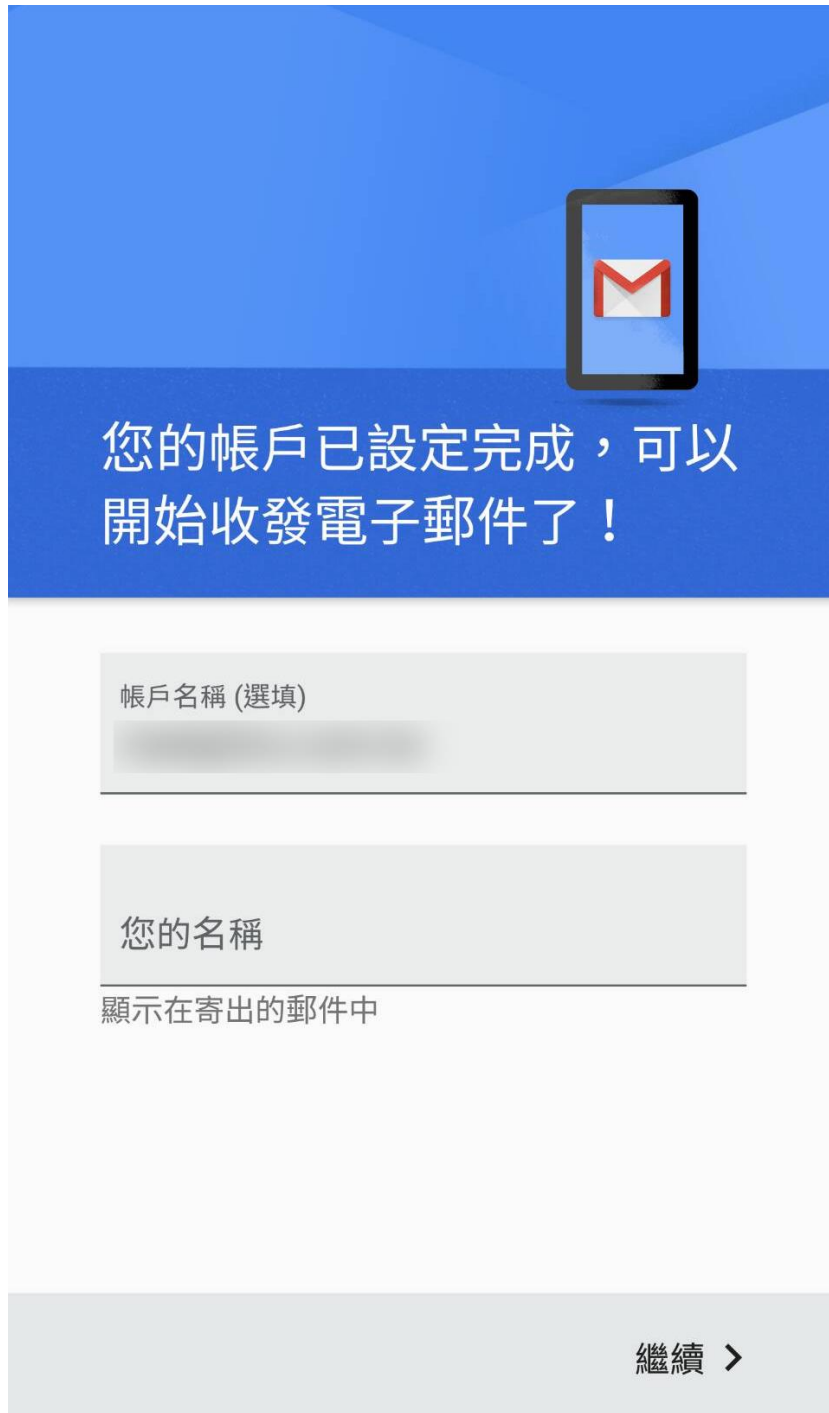 您的帳戶已設定完成，可以
開始收發電子郵件了！
帳戶名稱 (選填)
您的名稱
顯示在寄出的郵件中
繼續